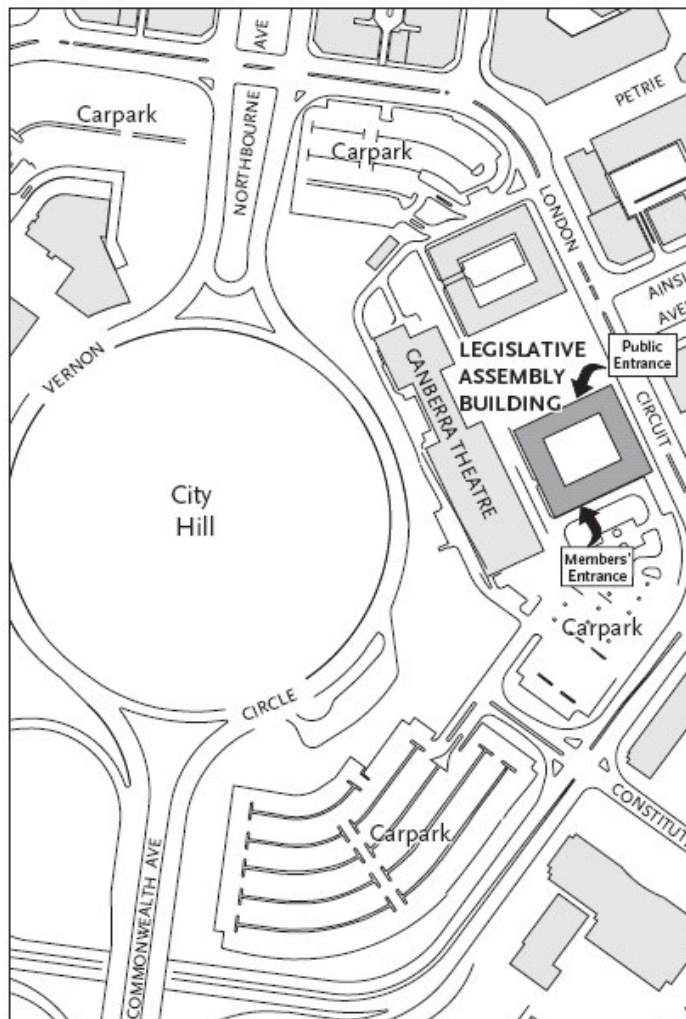 AVE
NORTHBOURNE
Carpark
Carpark
PETRIE
LONDON
AINSL
AVE
Public
Entrance
LEGISLATIVE
ASSEMBLY
BUILDING
CIRCUIT
VERNON
CANBERRA THEATRE
City
Hill
Members'
Entrance
Carpark
CIRCLE
Carpark
CONSTITUT
COMMONWEALTH AVE